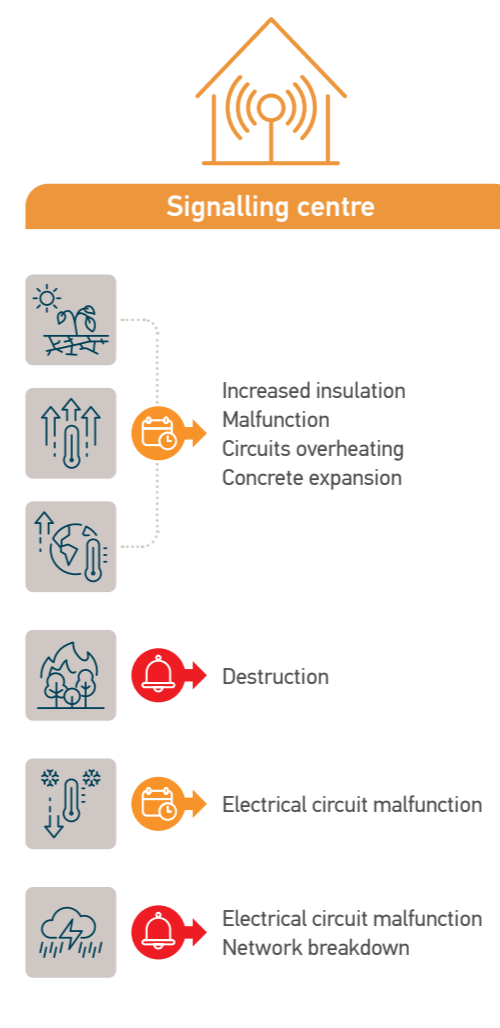 Signalling centre
Increased insulation
Malfunction
Circuits overheating
Concrete expansion
Destruction
Electrical circuit malfunction
Electrical circuit malfunction
Network breakdown